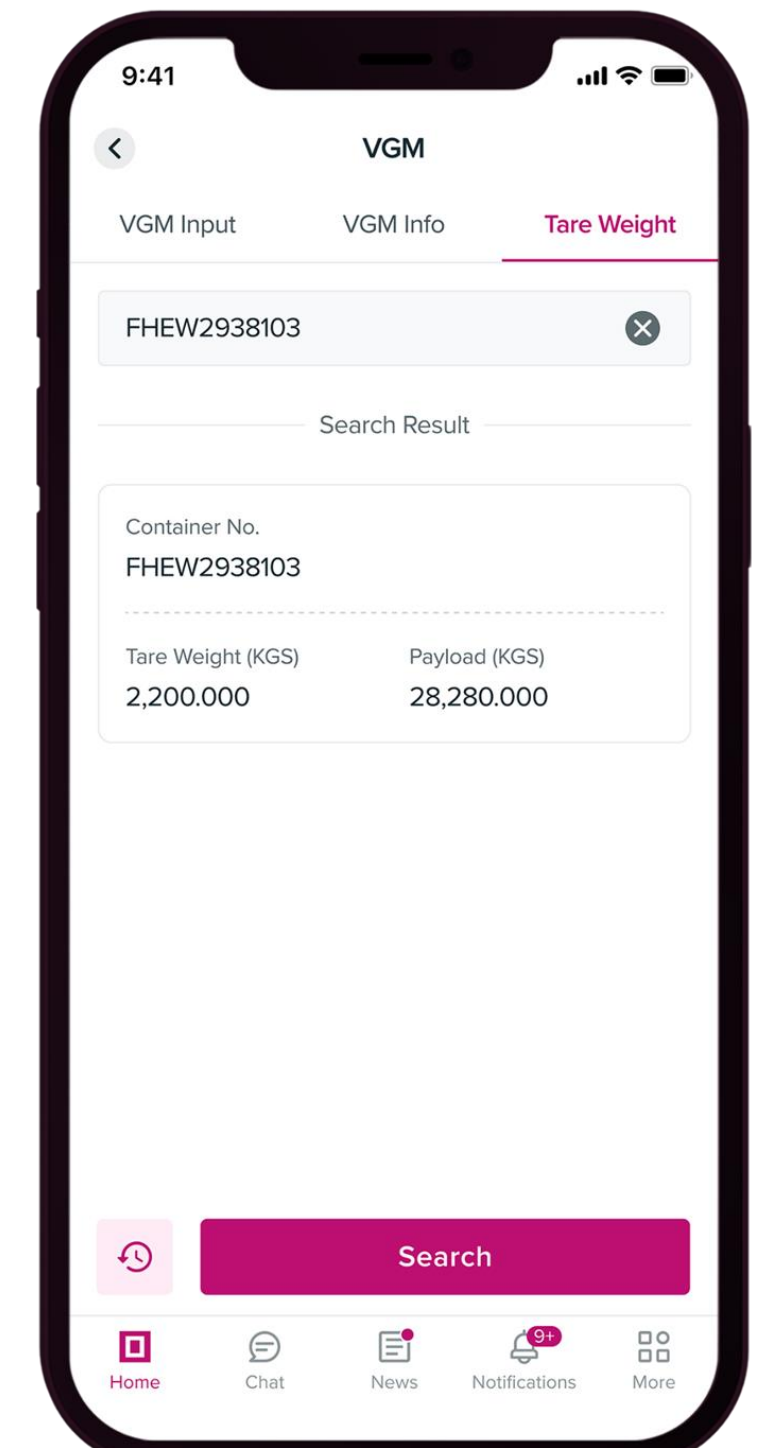 9:41
VGM
VGM Input VGM Info Tare Weight
FHEW2938103
Search Result
Container No.
FHEW2938103
Tare Weight (KGS) Payload (KGS)
2,200.000 28,280.000
Search
9+
Home Chat News Notifications More